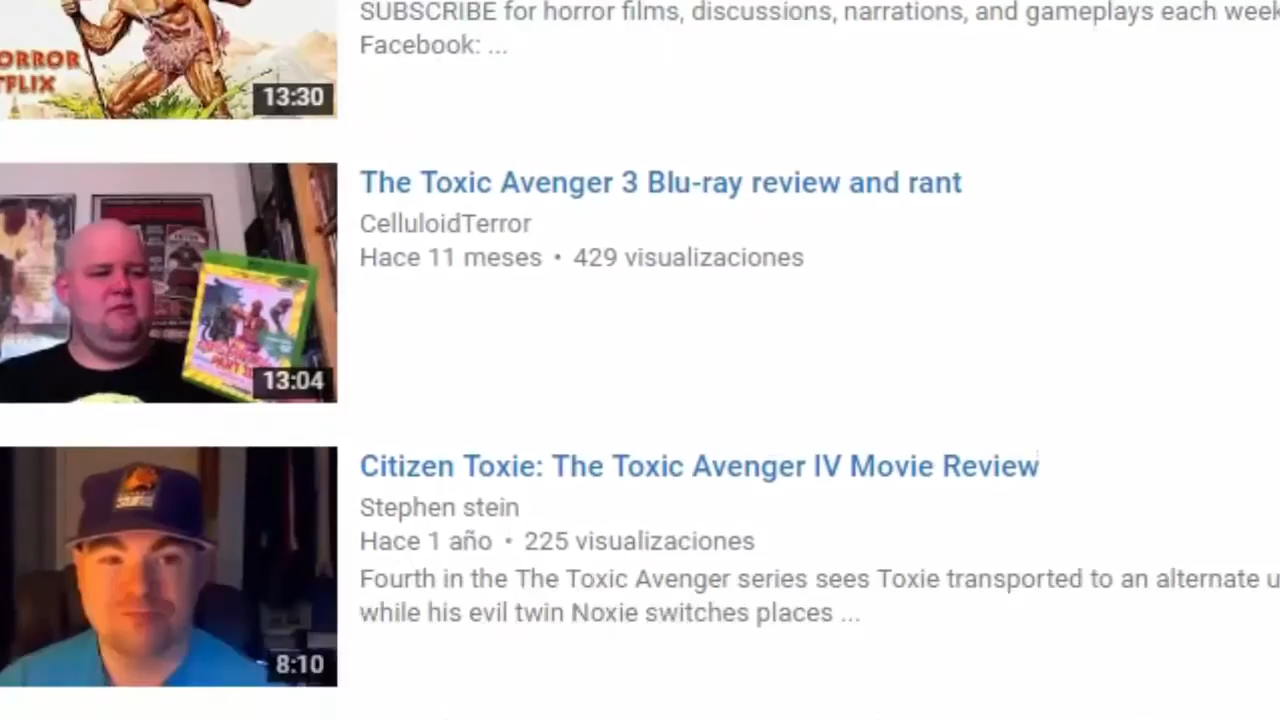 SUBSCRIBE for horror films, discussions, narrations, and gameplays each week
Facebook: ...
ORROR
TFLIX
13:30
The Toxic Avenger 3 Blu-ray review and rant
CelluloidTerror
Hace 11 meses • 429 visualizaciones
13:04
Citizen Toxie: The Toxic Avenger IV Movie Review
Stephen stein
Hace 1 año • 225 visualizaciones
Fourth in the The Toxic Avenger series sees Toxie transported to an alternate u
while his evil twin Noxie switches places ...
8:10